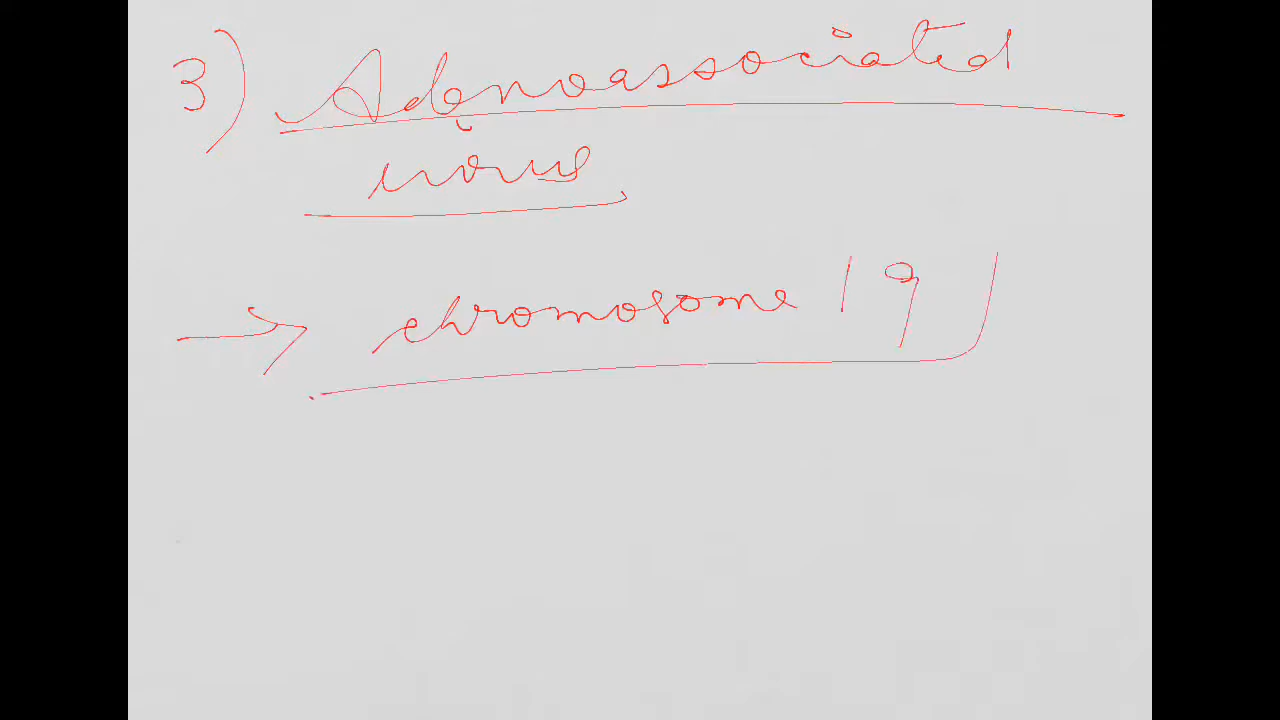 3) Adenoassociated
virus
→ chromosome 19